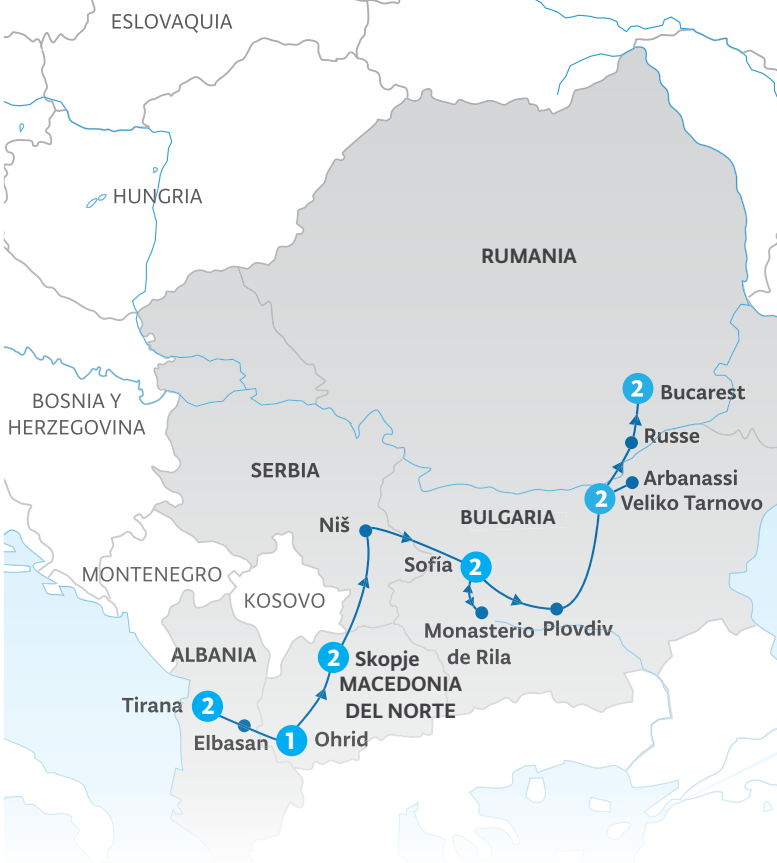 ESLOVAQUIA
HUNGRIA
RUMANIA
2
Bucarest
BOSNIA Y
HERZEGOVINA
Russe
SERBIA
Arbanassi
2
Veliko Tarnovo
BULGARIA
Niš
Sofía
2
MONTENEGRO
KOSOVO
Monasterio
de Rila
Plovdiv
ALBANIA
2
Skopje
MACEDONIA
DEL NORTE
Tirana
2
Elbasan
1
Ohrid